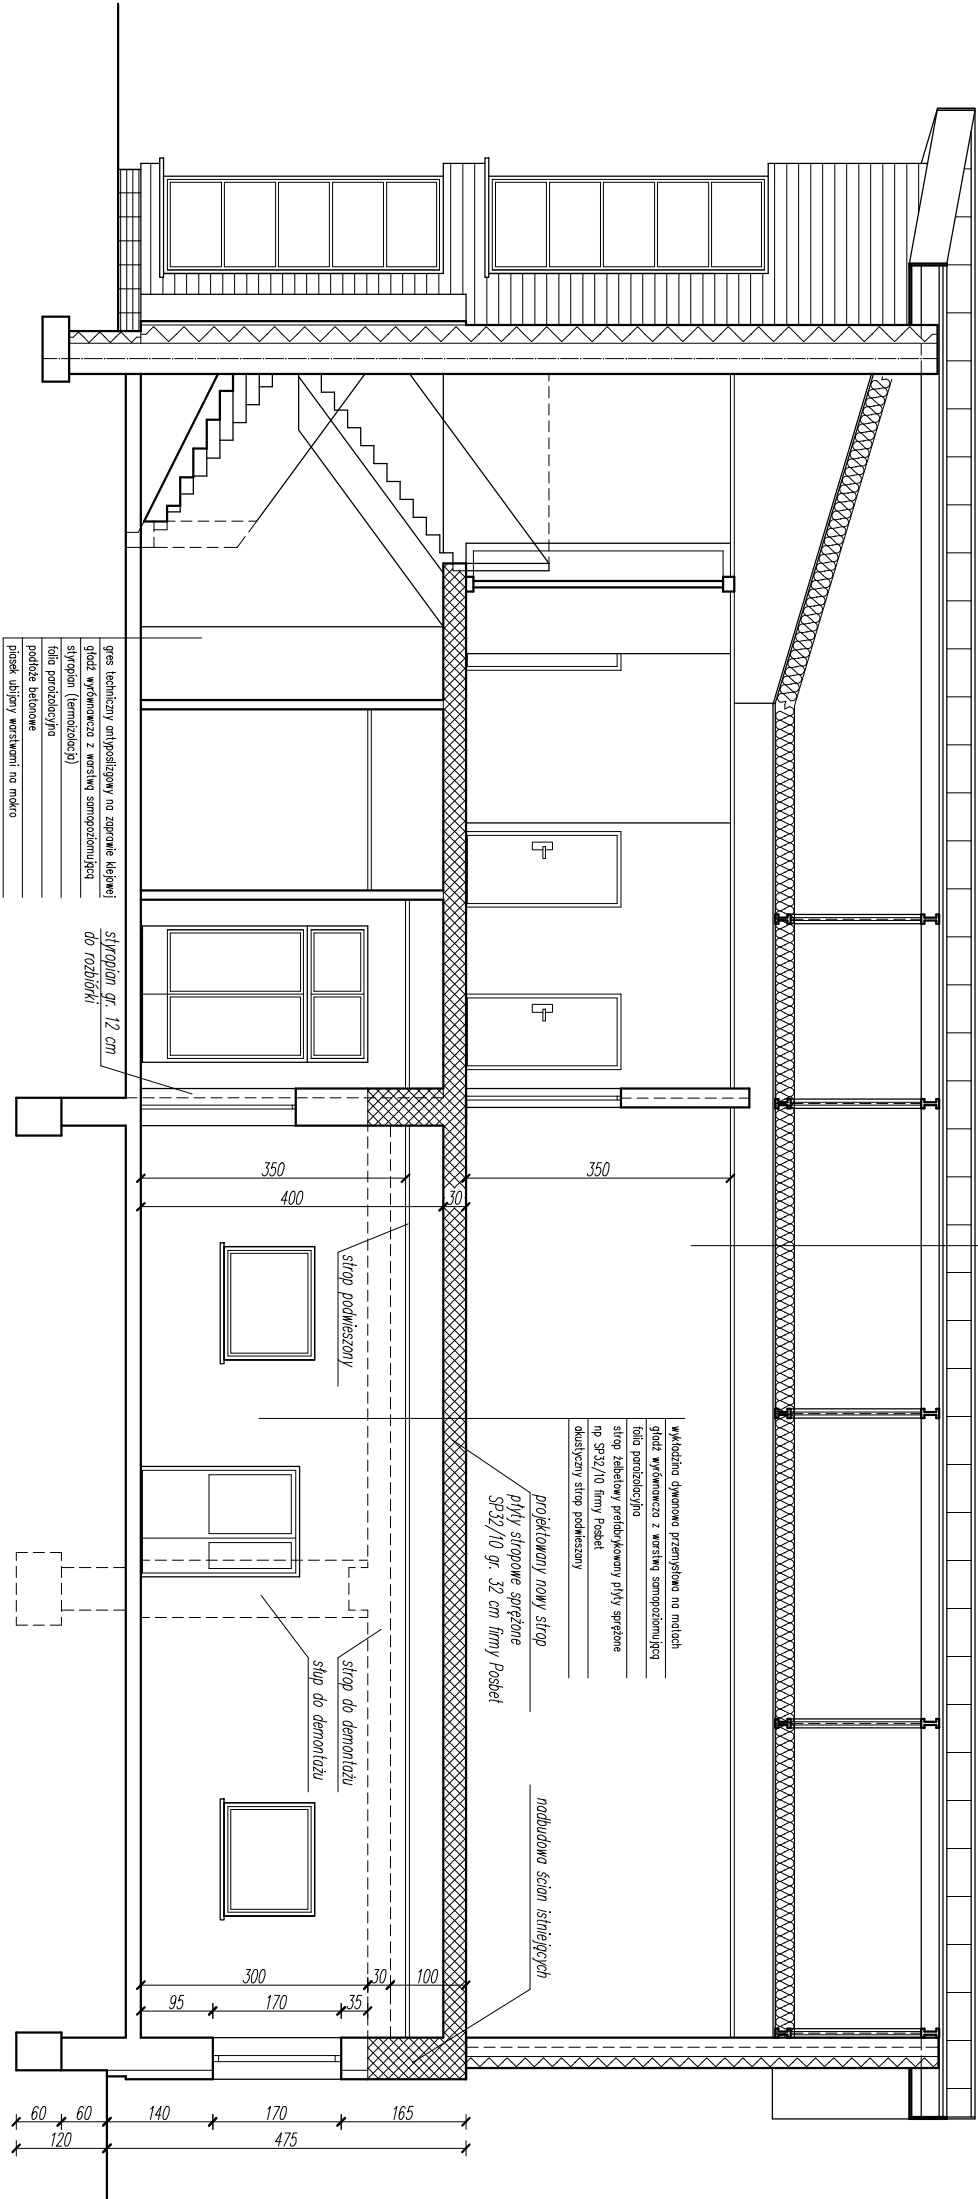 wykładzina dywanowa przemysłowa na matach
gładź wyrównawcza z warstwą samopoziomującą
folia paroizolacyjna
strop żelbetowy prefabrykowany płyty sprężone
np SP32/10 firmy Posbet
akustyczny strop podwieszany
projektowany nowy strop
płyty stropowe sprężone
SP32/10 gr. 32 cm firmy Posbet
nadbudowa ścian istniejących
strop podwieszony
strop do demontażu
słup do demontażu
gres techniczny antypoślizgowy na zaprawie klejowej
gładź wyrównawcza z warstwą samopoziomującą
styropian (termoizolacja)
folia paroizolacyjna
podłoże betonowe
piasek ubijany warstwami na mokro
styropian gr. 12 cm
do rozbiórki
350
350
400
30
300
30
100
95
170
35
60
60
140
170
165
120
475